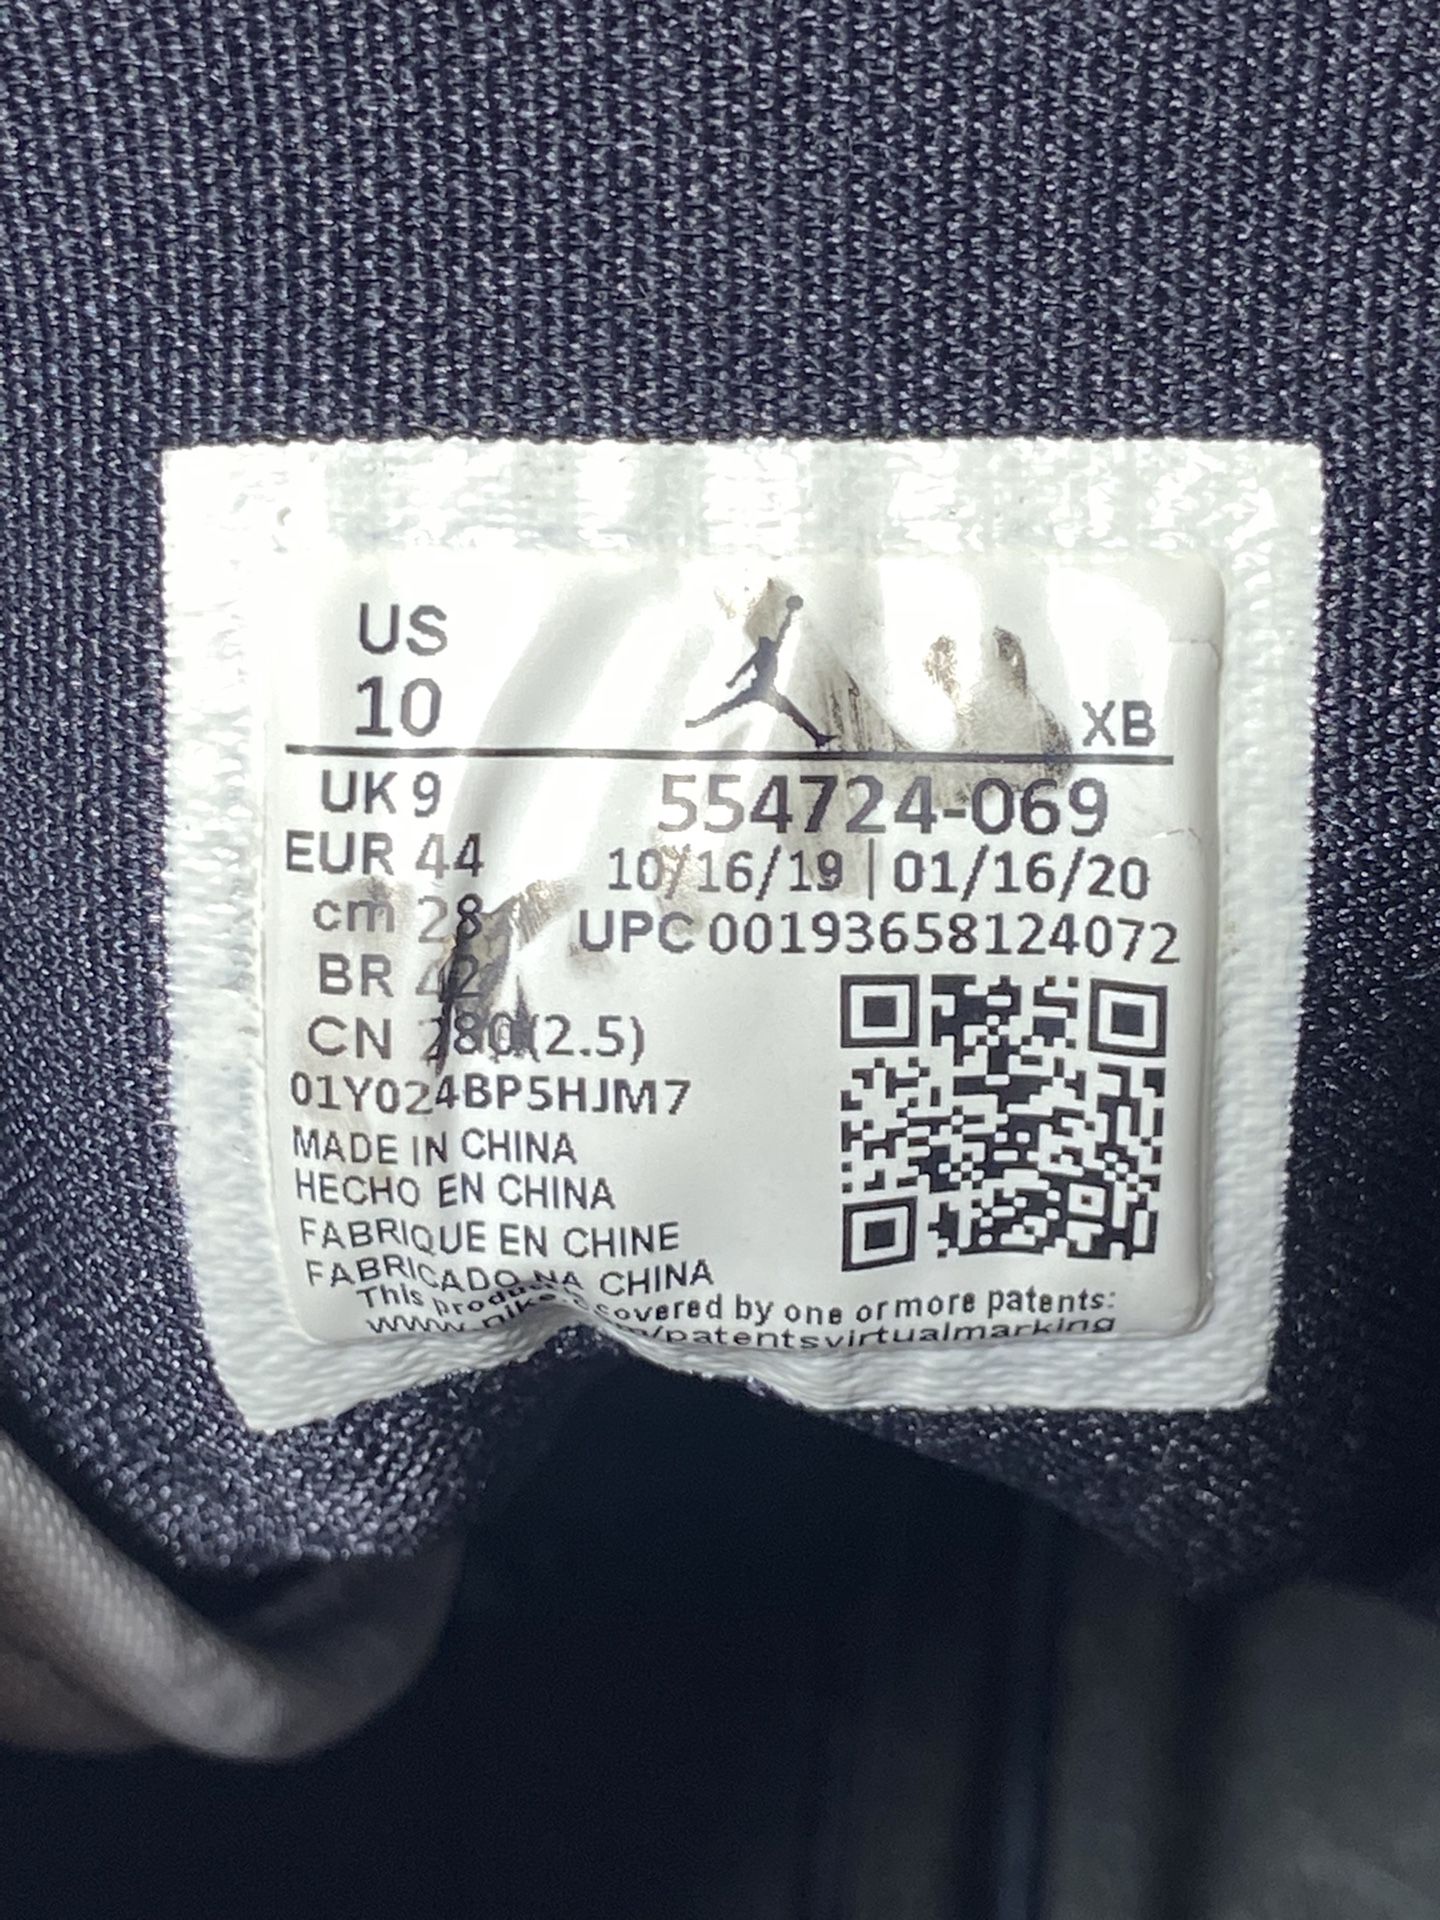 US
10
XB
UK 9
554724-069
EUR 44
10/16/19 | 01/16/20
cm 28
UPC 00193658124072
BR 42
CN 280(2.5)
01Y024BP5HJM7
MADE IN CHINA
HECHO EN CHINA
FABRIQUE EN CHINE
FABRICADO NA CHINA
This covered by one or more patents: